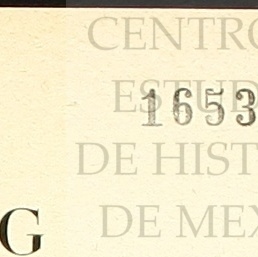 CENTRO
ESTUD
1653
DE HIST
DE MEX
G